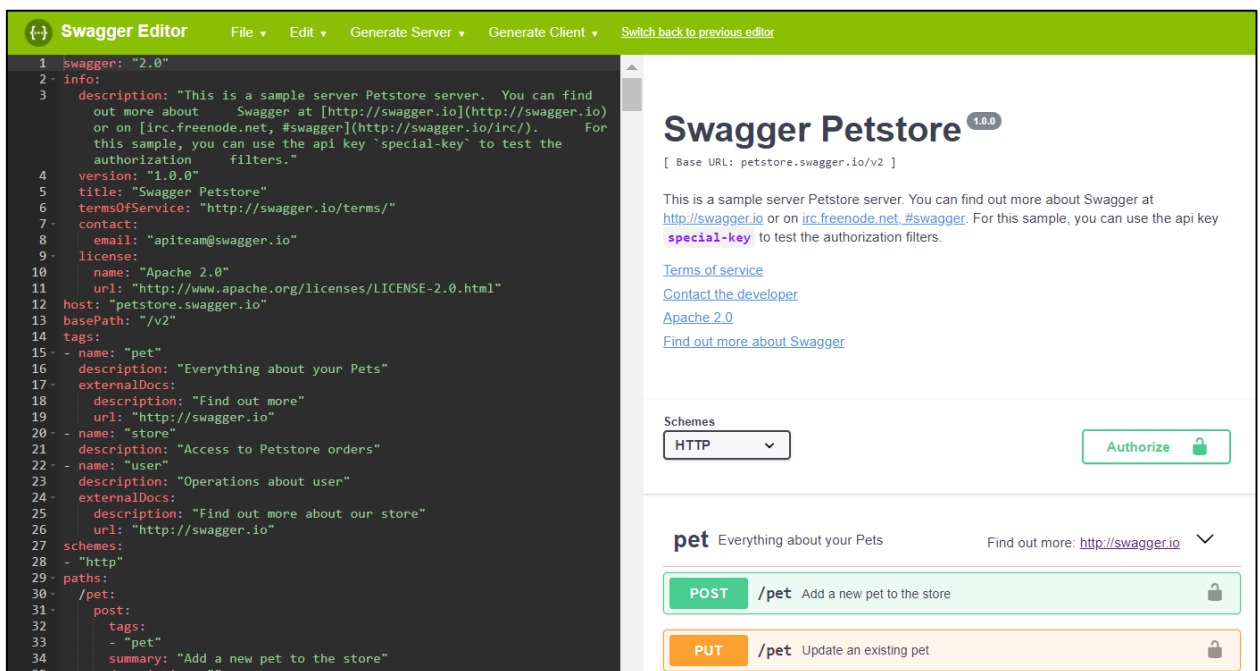 Swagger Editor File Edit Generate Server Generate Client Switch back to previous editor
1 swagger: "2.0"
2 info:
3 description: "This is a sample server Petstore server. You can find
out more about Swagger at [http://swagger.io](http://swagger.io)
or on [irc.freenode.net, #swagger](http://swagger.io/irc/). For
this sample, you can use the api key `special-key` to test the
authorization filters."
4 version: "1.0.0"
5 title: "Swagger Petstore"
6 termsOfService: "http://swagger.io/terms/"
7 contact:
8 email: "apiteam@swagger.io"
9 license:
10 name: "Apache 2.0"
11 url: "http://www.apache.org/licenses/LICENSE-2.0.html"
12 host: "petstore.swagger.io"
13 basePath: "/v2"
14 tags:
15 - name: "pet"
16 description: "Everything about your Pets"
17 externalDocs:
18 description: "Find out more"
19 url: "http://swagger.io"
20 - name: "store"
21 description: "Access to Petstore orders"
22 - name: "user"
23 description: "Operations about user"
24 externalDocs:
25 description: "Find out more about our store"
26 url: "http://swagger.io"
27 schemes:
28 - "http"
29 paths:
30 /pet:
31 post:
32 tags:
33 - "pet"
34 summary: "Add a new pet to the store"
Swagger Petstore 1.0.0
[ Base URL: petstore.swagger.io/v2 ]
This is a sample server Petstore server. You can find out more about Swagger at
http://swagger.io or on irc.freenode.net, #swagger. For this sample, you can use the api key
special-key to test the authorization filters.
Terms of service
Contact the developer
Apache 2.0
Find out more about Swagger
Schemes
HTTP
Authorize
pet Everything about your Pets Find out more: http://swagger.io
POST /pet Add a new pet to the store
PUT /pet Update an existing pet